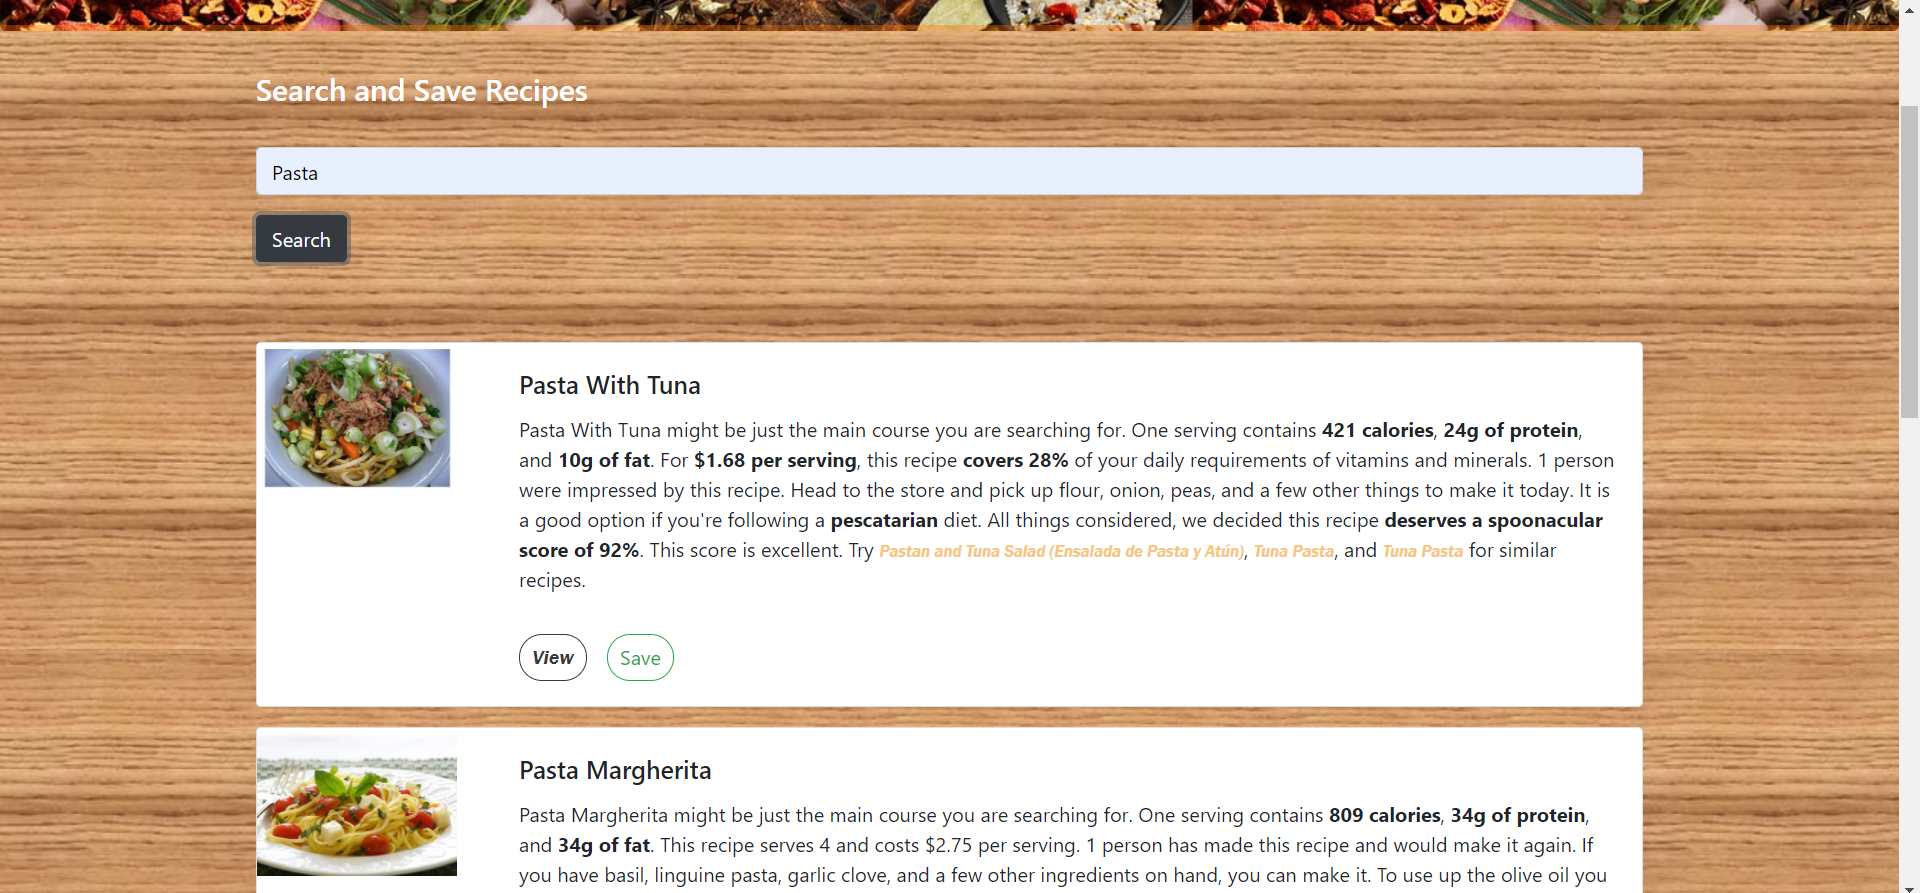 Search and Save Recipes
Pasta
Search
Pasta With Tuna
Pasta With Tuna might be just the main course you are searching for. One serving contains 421 calories, 24g of protein,
and 10g of fat. For $1.68 per serving, this recipe covers 28% of your daily requirements of vitamins and minerals. 1 person
were impressed by this recipe. Head to the store and pick up flour, onion, peas, and a few other things to make it today. It is
a good option if you're following a pescatarian diet. All things considered, we decided this recipe deserves a spoonacular
score of 92%. This score is excellent. Try Pastan and Tuna Salad (Ensalada de Pasta y Atún), Tuna Pasta, and Tuna Pasta for similar
recipes.
View Save
Pasta Margherita
Pasta Margherita might be just the main course you are searching for. One serving contains 809 calories, 34g of protein,
and 34g of fat. This recipe serves 4 and costs $2.75 per serving. 1 person has made this recipe and would make it again. If
you have basil, linguine pasta, garlic clove, and a few other ingredients on hand, you can make it. To use up the olive oil you